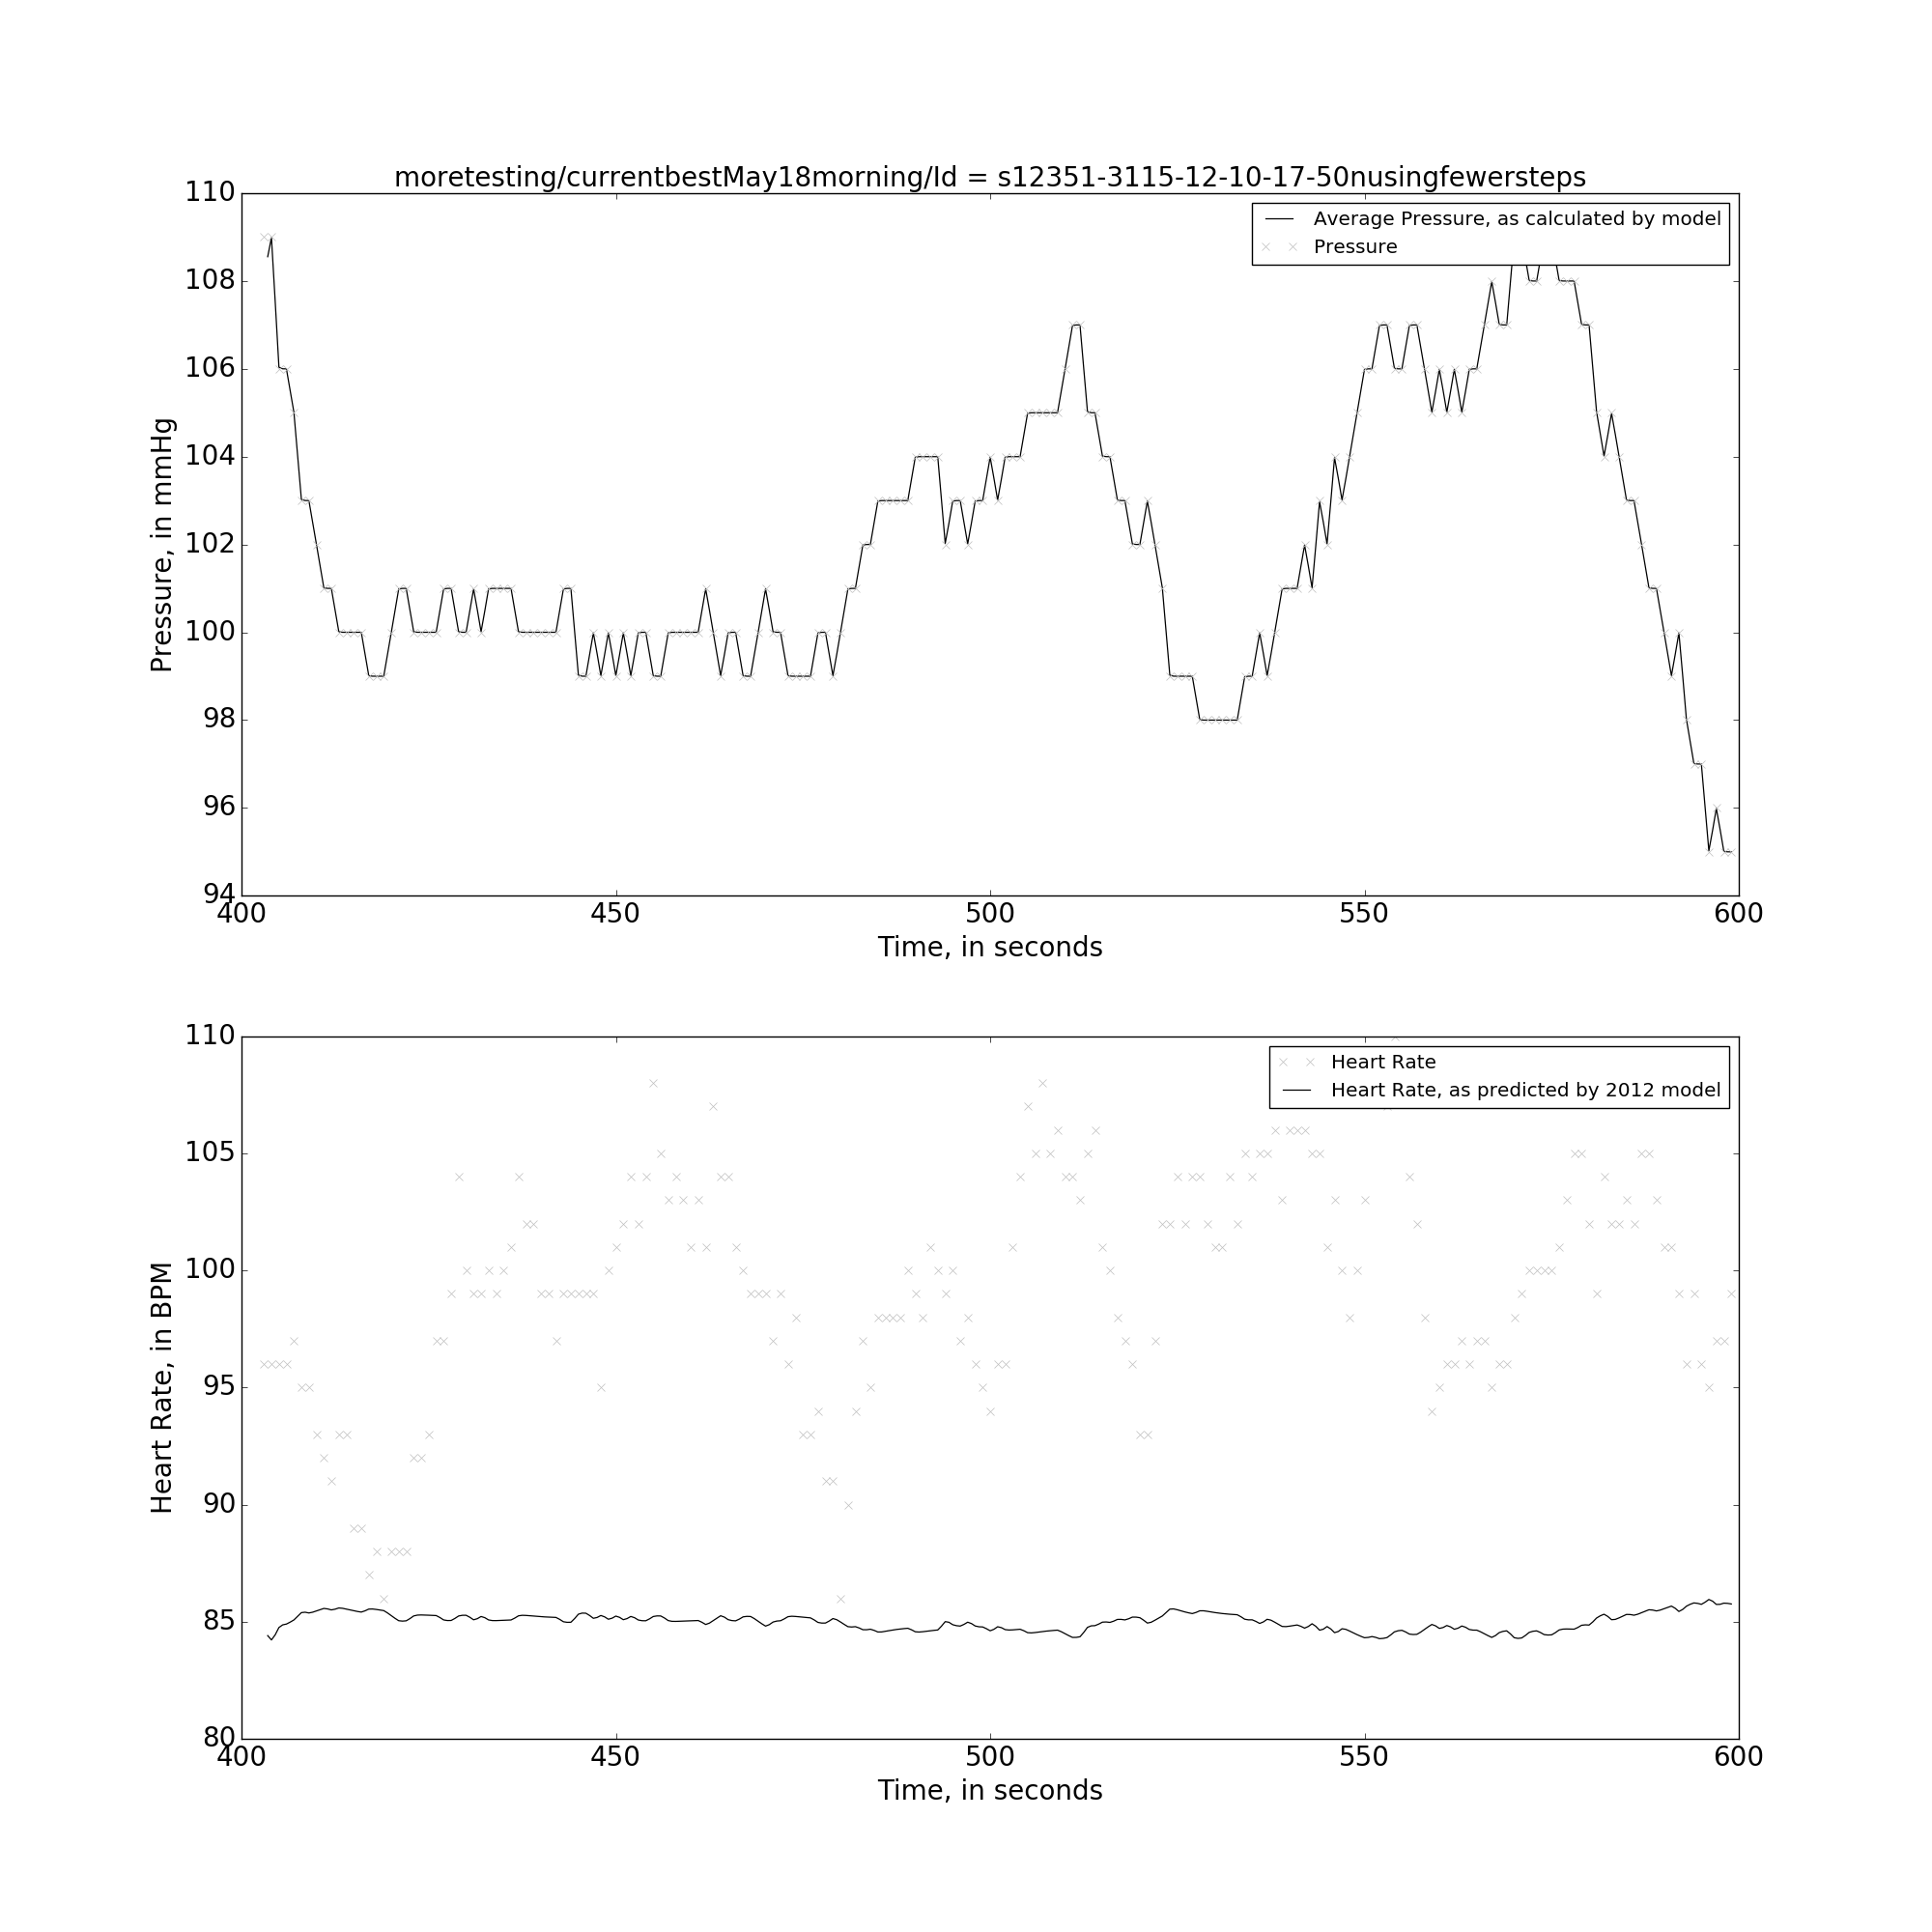 moretesting/currentbestMay18morning/Id = s12351-3115-12-10-17-50nusingfewersteps
110
108
106
104
102
100
98
96
94
Pressure, in mmHg
Average Pressure, as calculated by model
Pressure
400 450 500 550 600
Time, in seconds
110
105
100
95
90
85
80
Heart Rate, in BPM
Heart Rate
Heart Rate, as predicted by 2012 model
400 450 500 550 600
Time, in seconds